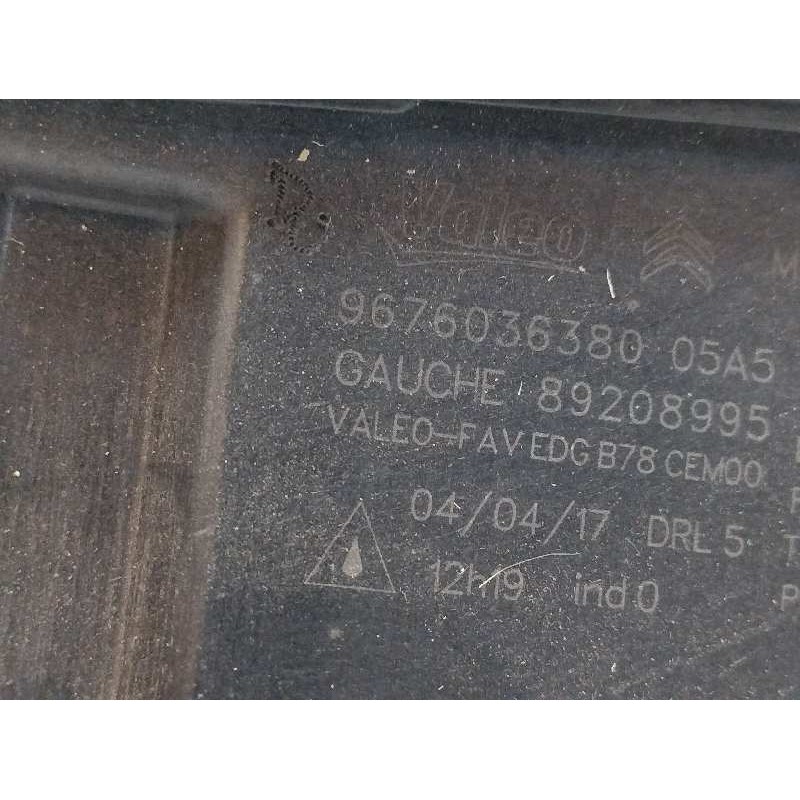 Valeo M
9676036380 05A5
GAUCHE 89208995
VALEO-FAV EDG B78 CEM00
04/04/17 DRL 5 T
12h19 ind 0 P